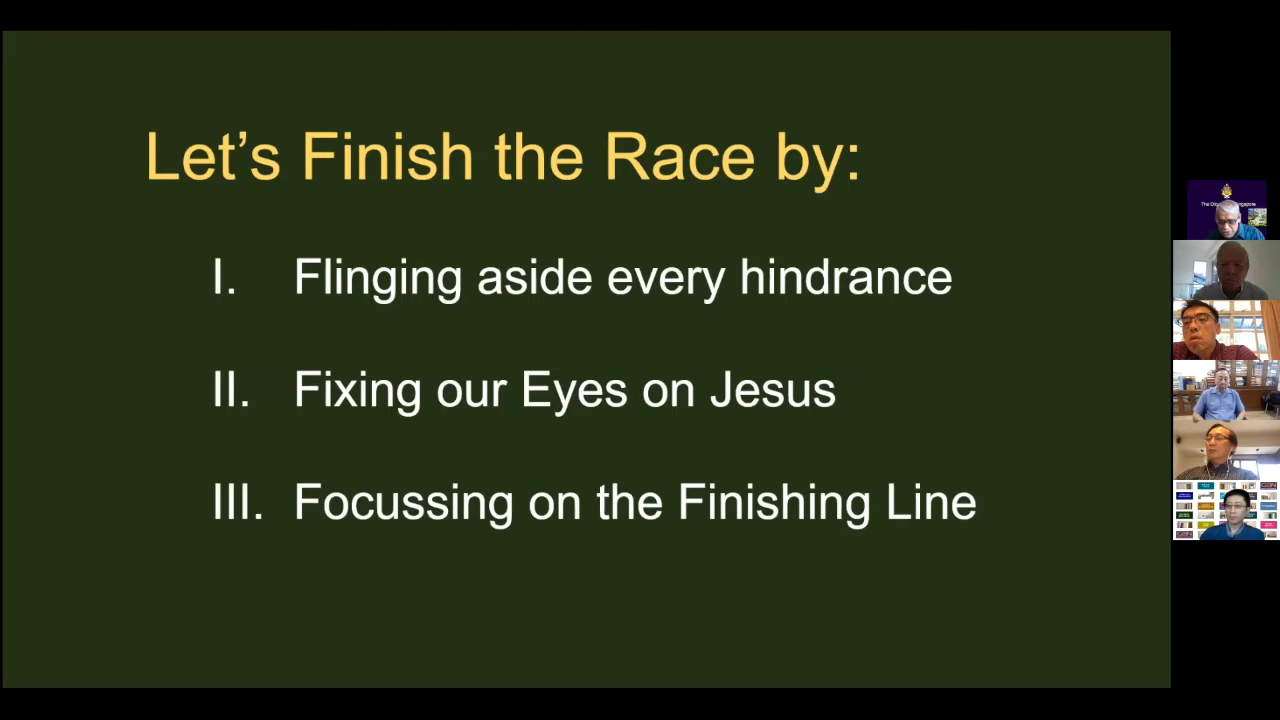 Let's Finish the Race by:
I. Flinging aside every hindrance
II. Fixing our Eyes on Jesus
III. Focussing on the Finishing Line